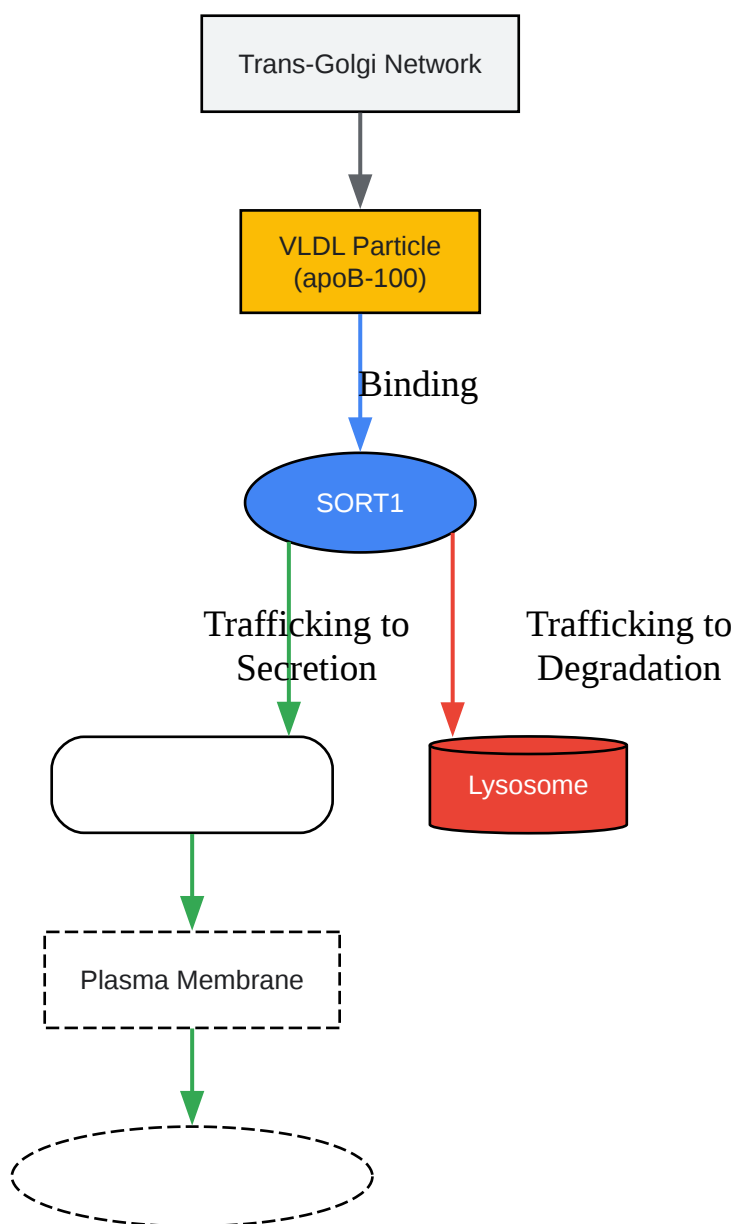 Trans-Golgi Network
VLDL Particle
(apoB-100)
Binding
SORT1
Trafficking to
Secretion
Trafficking to
Degradation
Lysosome
Plasma Membrane